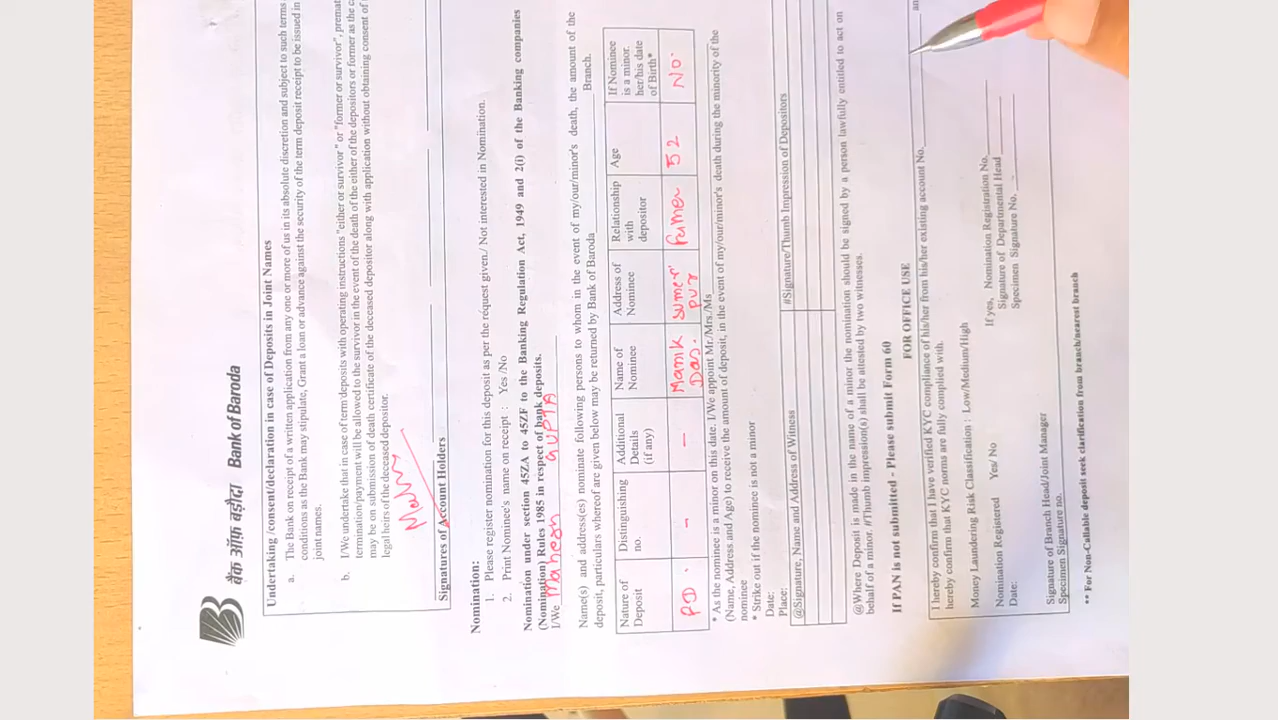 बैंक ऑफ़ बड़ौदा Bank of Baroda
Undertaking /consent/declaration in case of Deposits in Joint Names
a. The Bank on receipt of a written application from any one or more of us in its absolute discretion and subject to such terms
conditions as the Bank may stipulate, Grant a loan or advance against the security of the term deposit receipt to be issued in
joint names.
b. I/We undertake that in case of term deposits with operating instructions "either or survivor" or "former or survivor", premat
termination/payment will be allowed to the survivor in the event of the death of the either of the depositors or former as the c
may be on submission of death certificate of the deceased depositor along with application without obtaining consent of
legal heirs of the deceased depositor.
Signatures of Account Holders
Nomination:
1. Please register nomination for this deposit as per the request given./ Not interested in Nomination.
2. Print Nominee's name on receipt : Yes /No
Nomination under section 45ZA to 45ZF to the Banking Regulation Act, 1949 and 2(i) of the Banking companies
(Nomination) Rules 1985 in respect of bank deposits.
I/We Mahesh GUPTA
Name(s) and address(es) nominate following persons to whom in the event of my/our/minor's death, the amount of the
deposit, particulars whereof are given below may be returned by Bank of Baroda Branch.
Nature of Deposit Distinguishing no. Additional Details (if any) Name of Nominee Address of Nominee Relationship with depositor Age If Nominee is a minor. her/his date of Birth*
- - Manik Das. Sumer pur 52 No.
* As the nominee is a minor on this date, I/We appoint Mr/Mrs./Ms
(Name, Address and Age) to receive the amount of deposit, in the event of my/our/minor's death during the minority of the
nominee
* Strike out if the nominee is not a minor
Date:
Place:
@Signature, Name and Address of Witness #Signature/Thumb Impression of Depositors
@Where Deposit is made in the name of a minor the nomination should be signed by a person lawfully entitled to act on
behalf of a minor. #Thumb impression(s) shall be attested by two witnesses.
If PAN is not submitted - Please submit Form 60
FOR OFFICE USE
I hereby confirm that I have verified KYC compliance of his/her from his/her existing account No. an
hereby confirm that KYC norms are fully complied with.
Money Laundering Risk Classification : Low/Medium/High
Nomination Registered Yes/ No If yes, Nomination Registration No.
Date: Signature of Departmental Head
Specimen Signature No.
Signature of Branch Head/Joint Manager
Specimen Signature no.
** For Non-Callable deposit seek clarification from branch/nearest branch